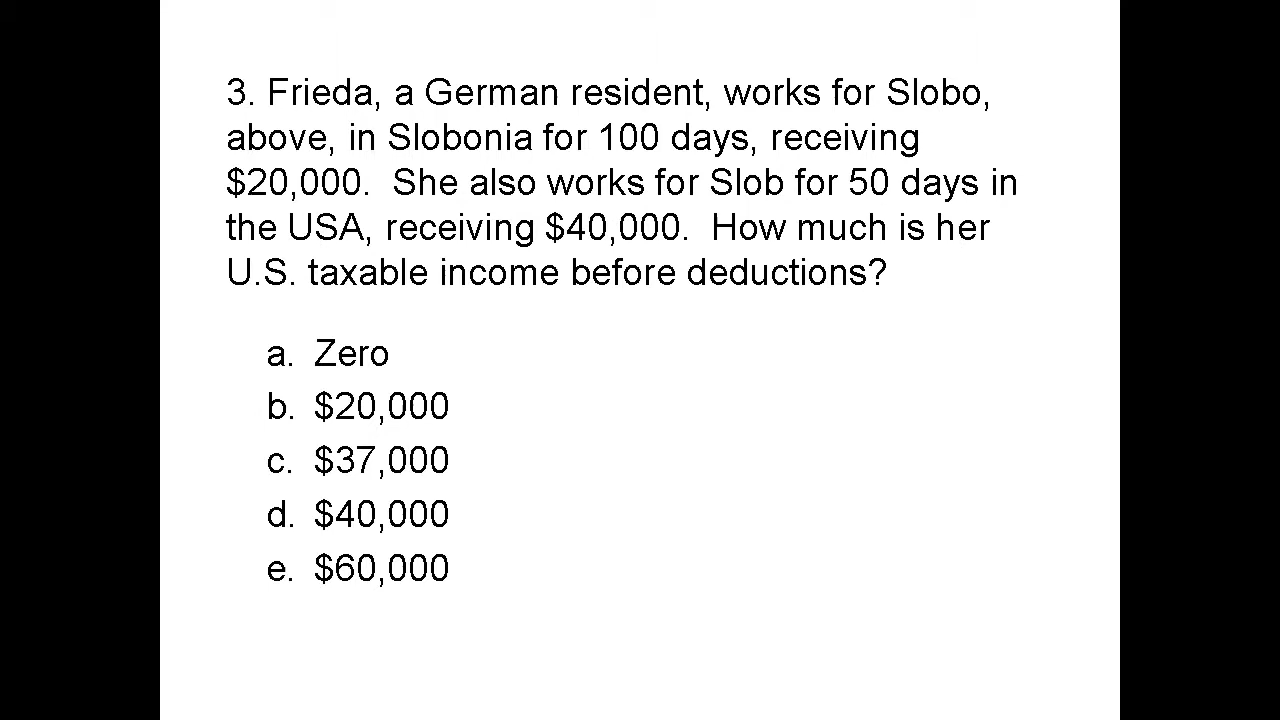 3. Frieda, a German resident, works for Slobo,
above, in Slobonia for 100 days, receiving
$20,000.  She also works for Slob for 50 days in
the USA, receiving $40,000.  How much is her
U.S. taxable income before deductions?
a. Zero
b. $20,000
c. $37,000
d. $40,000
e. $60,000